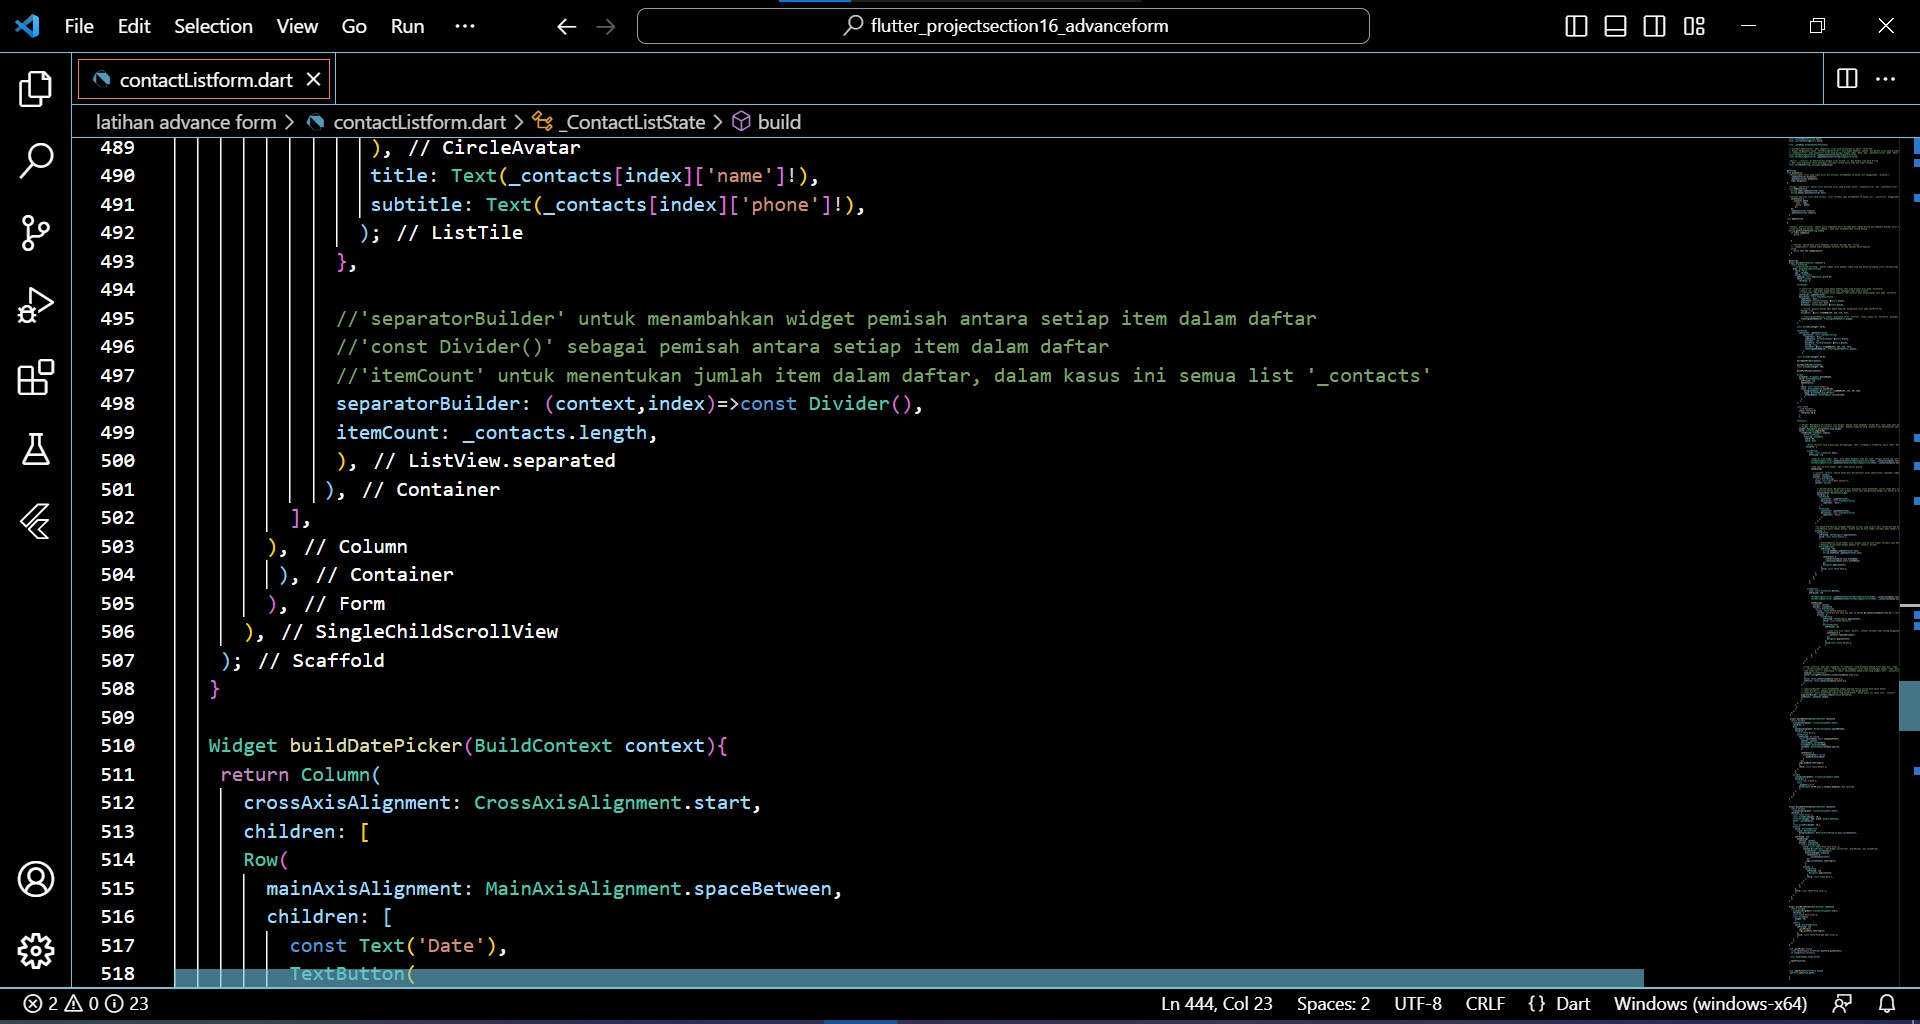 File Edit Selection View Go Run ··· flutter_projectsection16_advanceform
contactListform.dart
latihan advance form > contactListform.dart > _ContactListState > build
489 ), // CircleAvatar
490 title: Text(_contacts[index]['name']!),
491 subtitle: Text(_contacts[index]['phone']!),
492 ); // ListTile
493 },
494
495 //'separatorBuilder' untuk menambahkan widget pemisah antara setiap item dalam daftar
496 //'const Divider()' sebagai pemisah antara setiap item dalam daftar
497 //'itemCount' untuk menentukan jumlah item dalam daftar, dalam kasus ini semua list '_contacts'
498 separatorBuilder: (context,index)=>const Divider(),
499 itemCount: _contacts.length,
500 ), // ListView.separated
501 ), // Container
502 ],
503 ), // Column
504 ), // Container
505 ), // Form
506 ), // SingleChildScrollView
507 ); // Scaffold
508 }
509
510 Widget buildDatePicker(BuildContext context){
511 return Column(
512 crossAxisAlignment: CrossAxisAlignment.start,
513 children: [
514 Row(
515 mainAxisAlignment: MainAxisAlignment.spaceBetween,
516 children: [
517 const Text('Date'),
518 TextButton(
2 0 23 Ln 444, Col 23 Spaces: 2 UTF-8 CRLF {} Dart Windows (windows-x64)